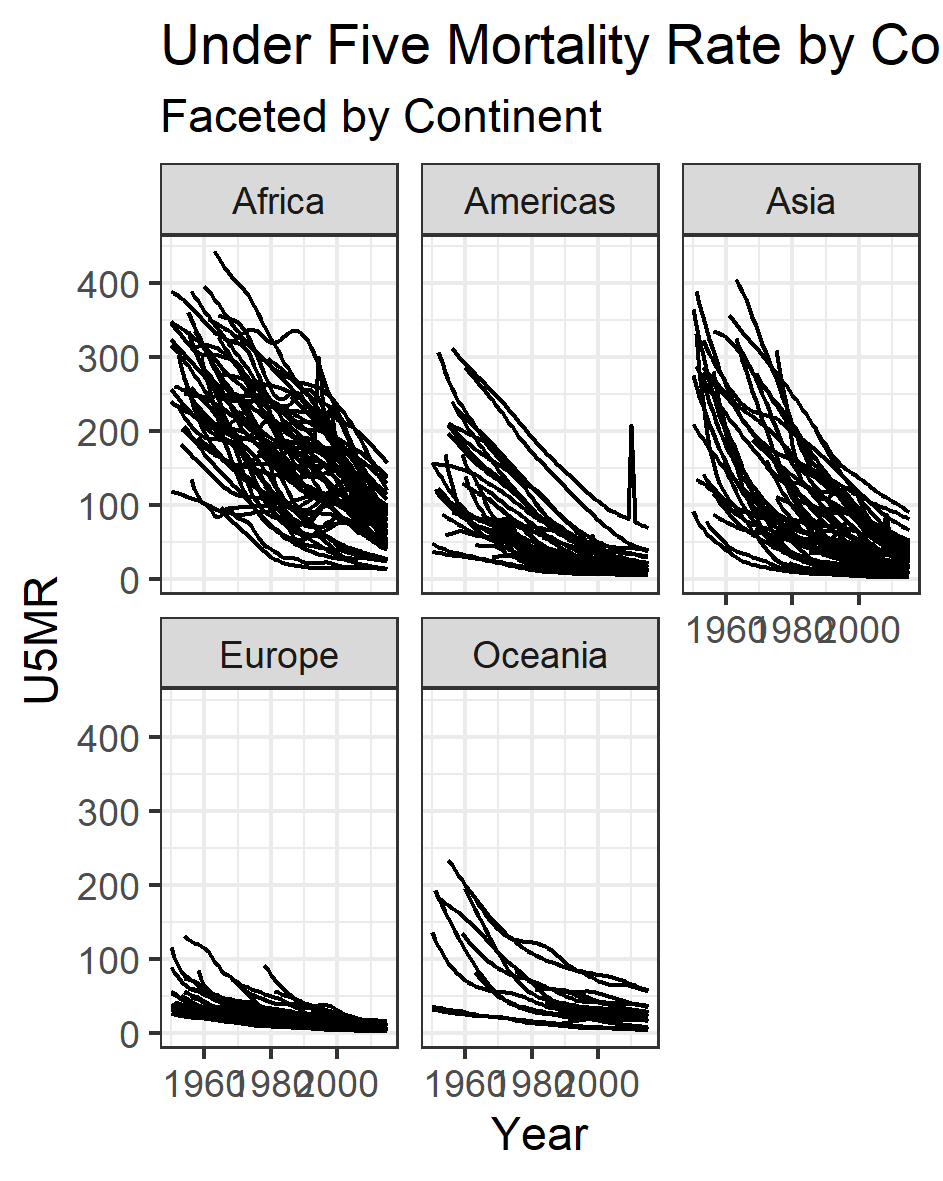 Under Five Mortality Rate by Co
Faceted by Continent
Africa
Americas
Asia
400
300
200
100
0
1960 1980 2000
U5MR
Europe
Oceania
400
300
200
100
0
1960 1980 2000
1960 1980 2000
Year